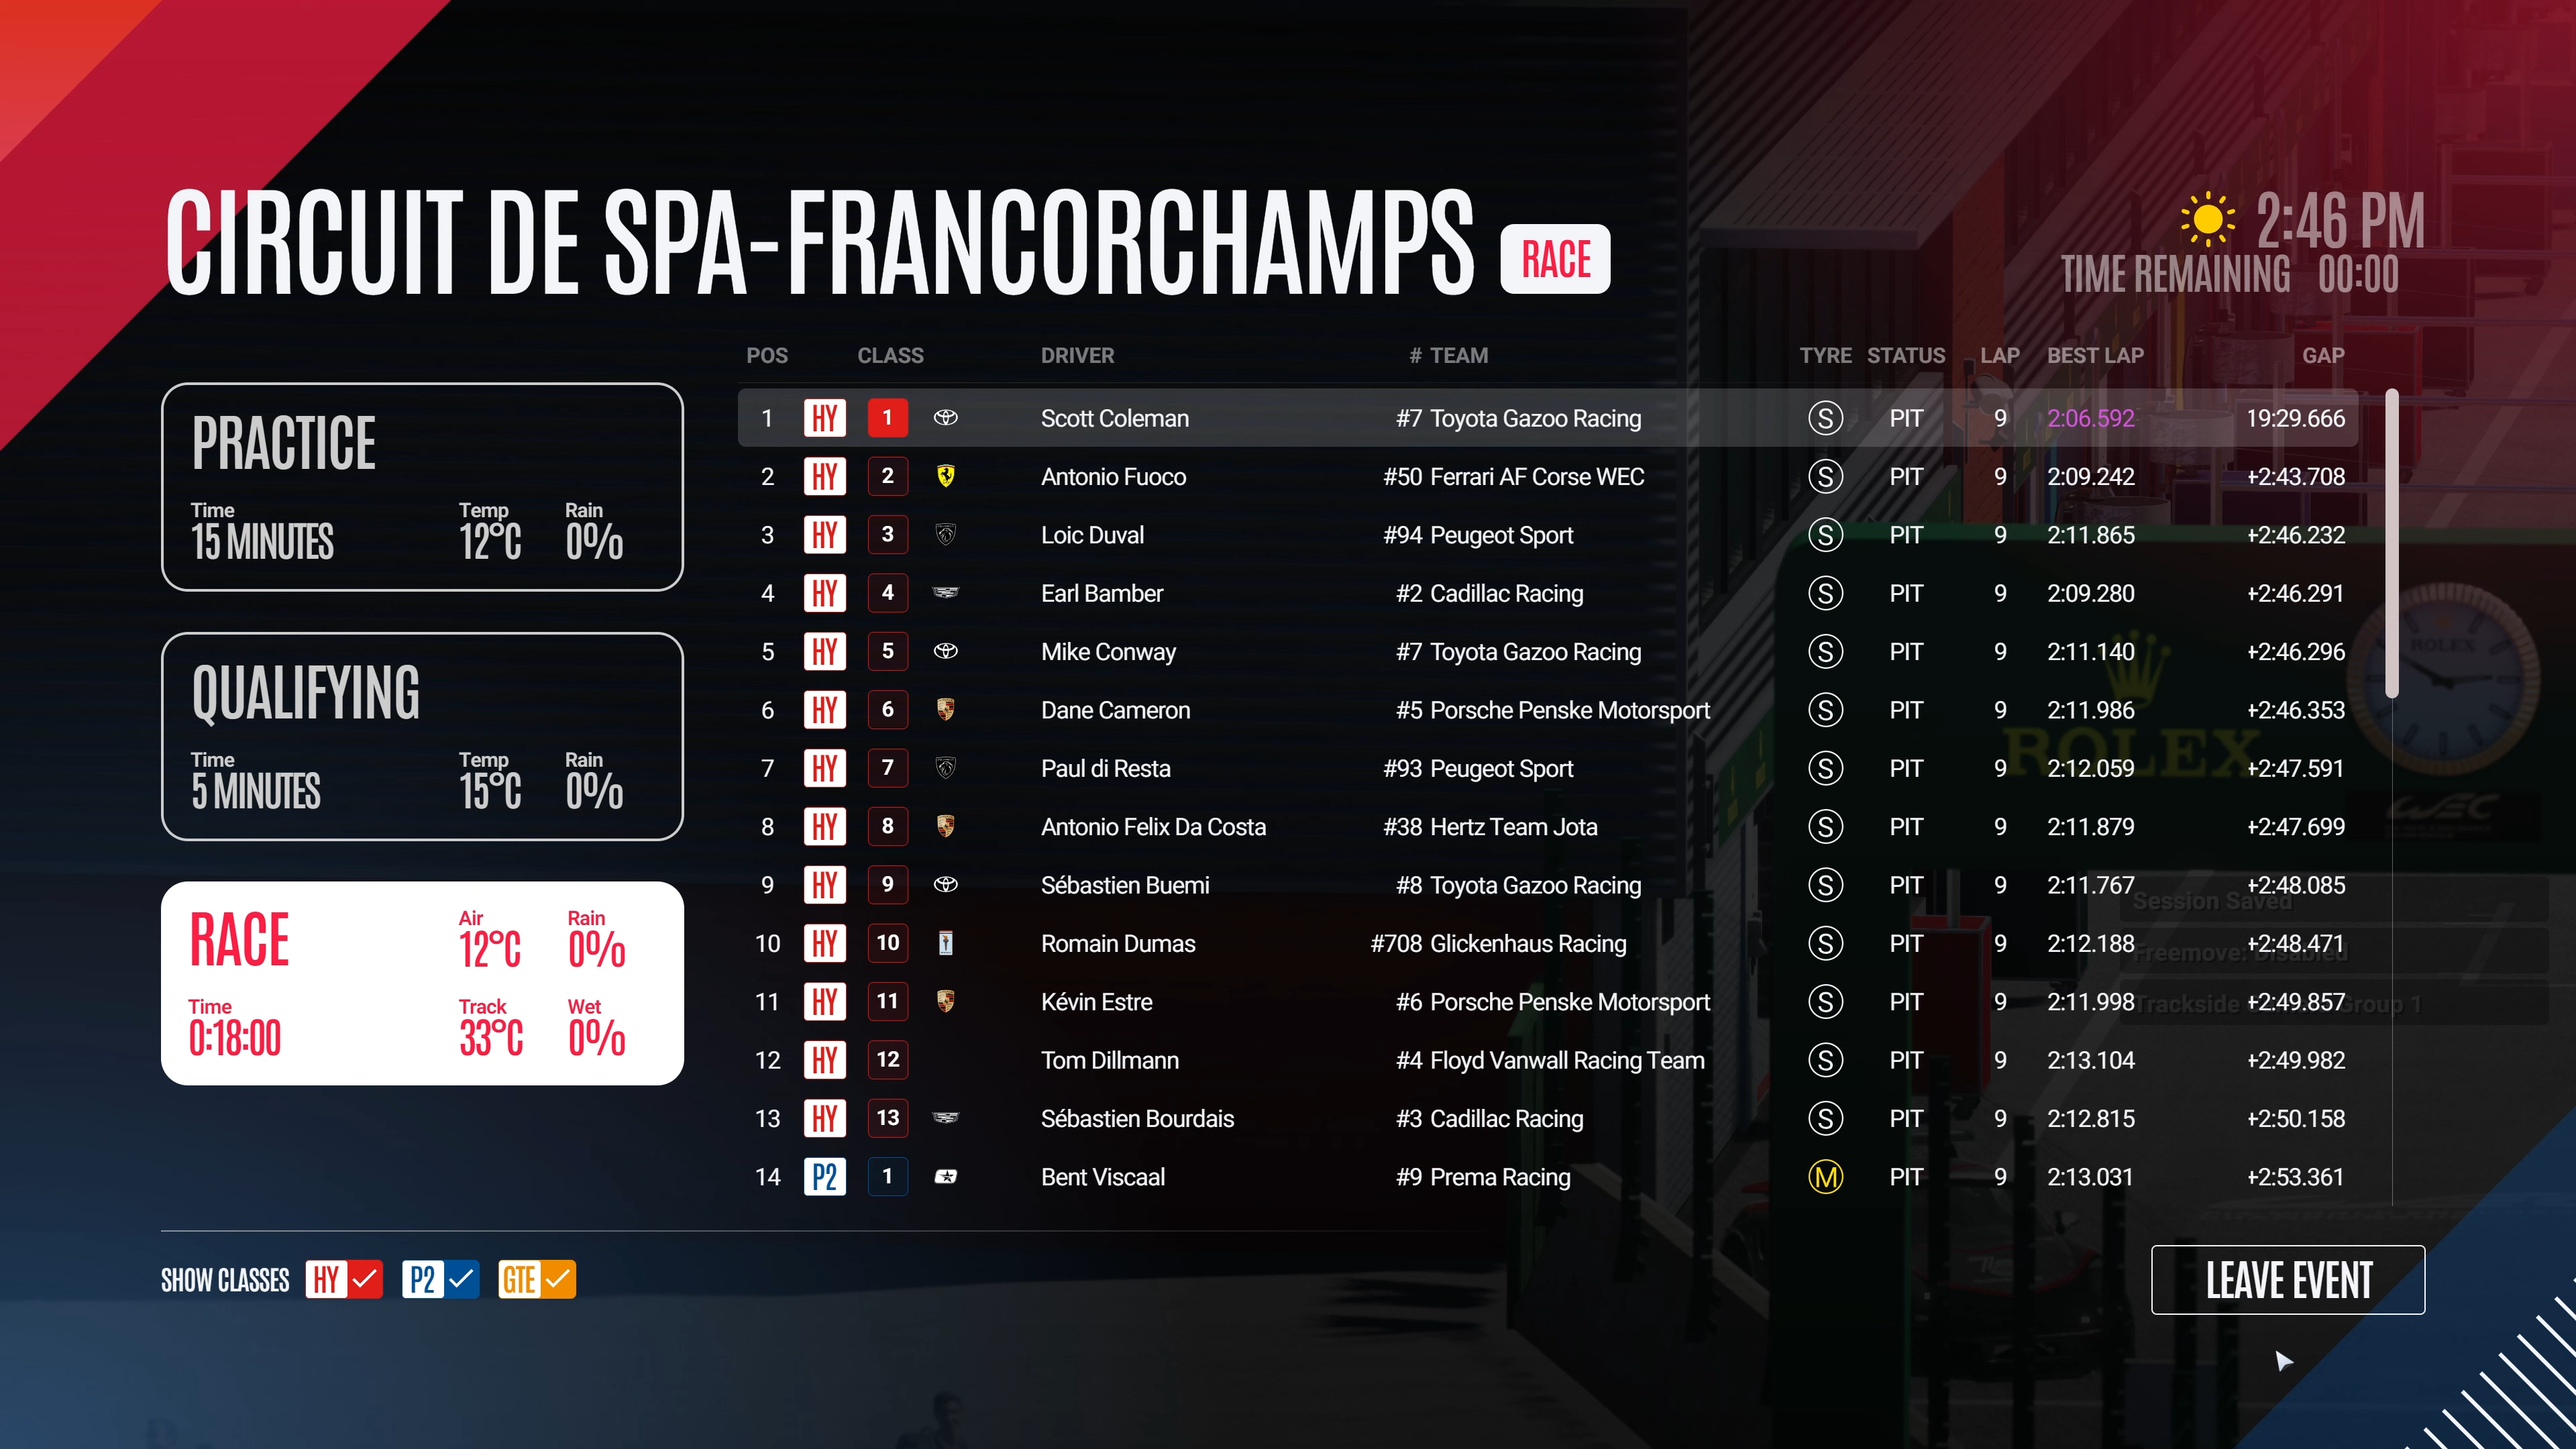 CIRCUIT DE SPA-FRANCORCHAMPS RACE
2:46 PM
TIME REMAINING 00:00
PRACTICE
Time Temp Rain
15 MINUTES 12°C 0%
QUALIFYING
Time Temp Rain
5 MINUTES 15°C 0%
RACE
Air Rain
12°C 0%
Time Track Wet
0:18:00 33°C 0%
POS CLASS DRIVER # TEAM TYRE STATUS LAP BEST LAP GAP
1 HY 1 Scott Coleman #7 Toyota Gazoo Racing S PIT 9 2:06.592 19:29.666
2 HY 2 Antonio Fuoco #50 Ferrari AF Corse WEC S PIT 9 2:09.242 +2:43.708
3 HY 3 Loic Duval #94 Peugeot Sport S PIT 9 2:11.865 +2:46.232
4 HY 4 Earl Bamber #2 Cadillac Racing S PIT 9 2:09.280 +2:46.291
5 HY 5 Mike Conway #7 Toyota Gazoo Racing S PIT 9 2:11.140 +2:46.296
6 HY 6 Dane Cameron #5 Porsche Penske Motorsport S PIT 9 2:11.986 +2:46.353
7 HY 7 Paul di Resta #93 Peugeot Sport S PIT 9 2:12.059 +2:47.591
8 HY 8 Antonio Felix Da Costa #38 Hertz Team Jota S PIT 9 2:11.879 +2:47.699
9 HY 9 Sébastien Buemi #8 Toyota Gazoo Racing S PIT 9 2:11.767 +2:48.085
10 HY 10 Romain Dumas #708 Glickenhaus Racing S PIT 9 2:12.188 +2:48.471
11 HY 11 Kévin Estre #6 Porsche Penske Motorsport S PIT 9 2:11.998 +2:49.857
12 HY 12 Tom Dillmann #4 Floyd Vanwall Racing Team S PIT 9 2:13.104 +2:49.982
13 HY 13 Sébastien Bourdais #3 Cadillac Racing S PIT 9 2:12.815 +2:50.158
14 P2 1 Bent Viscaal #9 Prema Racing M PIT 9 2:13.031 +2:53.361
ROLEX
ROLEX
WEC
Session Saved
Freemove: Disabled
Trackside Group 1
SHOW CLASSES HY P2 GTE
LEAVE EVENT